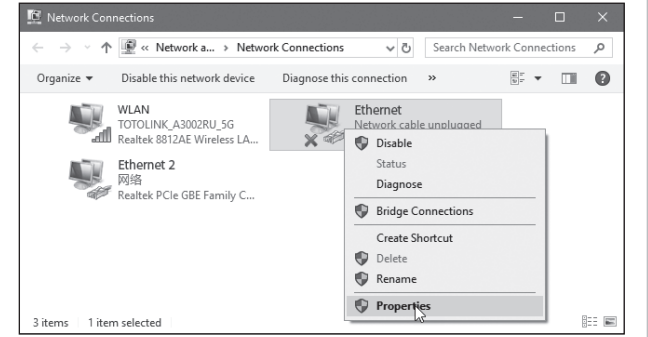 Network Connections
« Network a... › Network Connections
Search Network Connections
Organize ▾ Disable this network device Diagnose this connection »
WLAN
TOTOLINK_A3002RU_5G
Realtek 8812AE Wireless LA...
Ethernet
Network cable unplugged
Ethernet 2
网络
Realtek PCIe GBE Family C...
Disable
Status
Diagnose
Bridge Connections
Create Shortcut
Delete
Rename
Properties
3 items 1 item selected